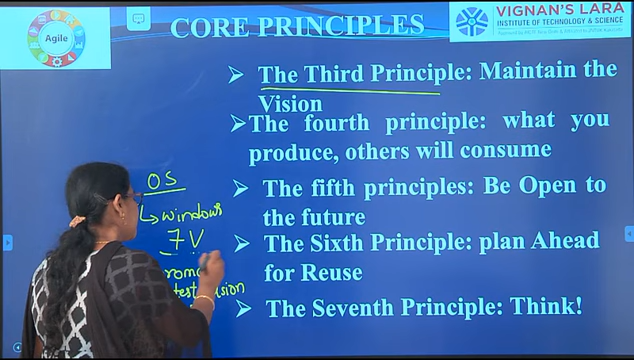 Agile
CORE PRINCIPLES
VIGNAN'S LARA
INSTITUTE OF TECHNOLOGY & SCIENCE
➢ The Third Principle: Maintain the
Vision
➢ The fourth principle: what you
produce, others will consume
➢ The fifth principles: Be Open to
the future
➢ The Sixth Principle: plan Ahead
for Reuse
➢ The Seventh Principle: Think!
OS
↳ windows
7 V